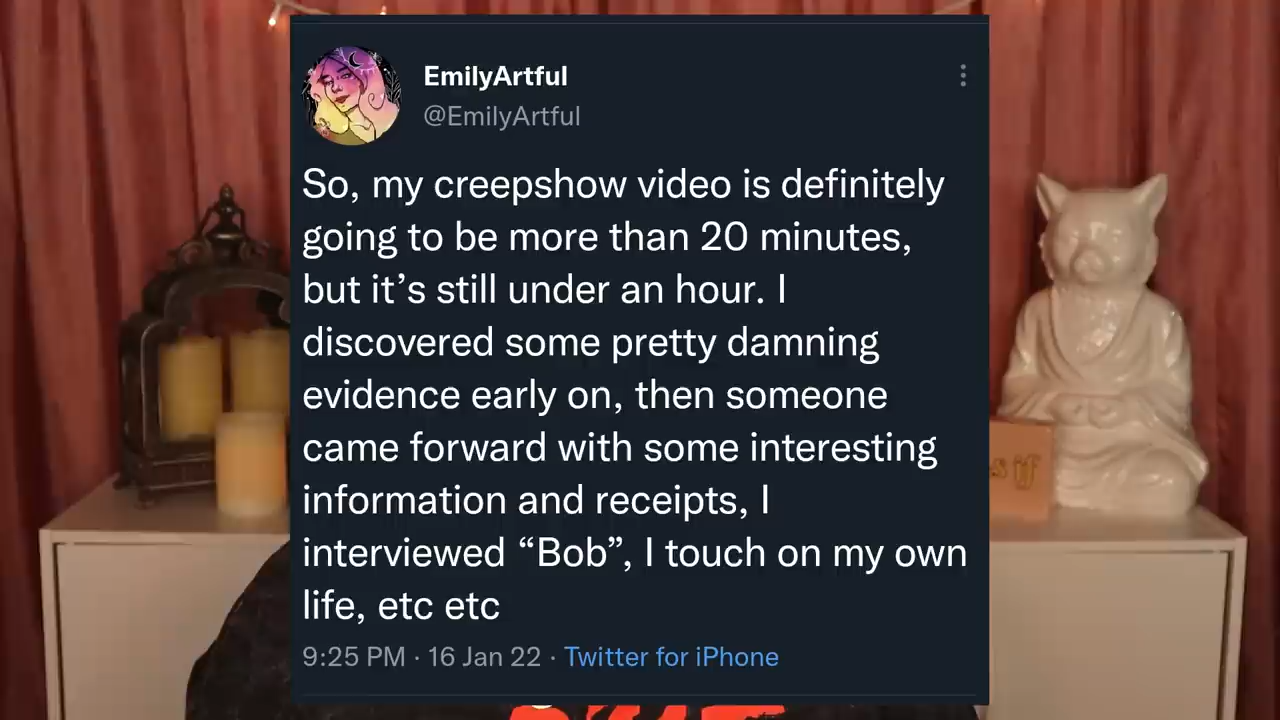 EmilyArtful
@EmilyArtful
So, my creepshow video is definitely
going to be more than 20 minutes,
but it’s still under an hour. I
discovered some pretty damning
evidence early on, then someone
came forward with some interesting
information and receipts, I
interviewed “Bob”, I touch on my own
life, etc etc
9:25 PM · 16 Jan 22 · Twitter for iPhone
s if